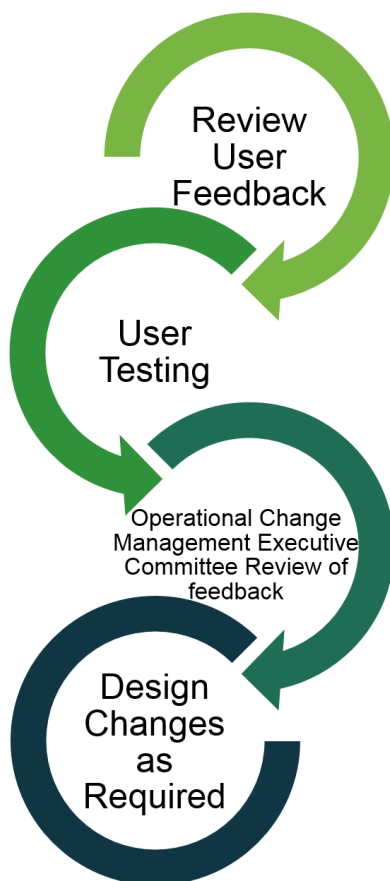 Review
User
Feedback
User
Testing
Operational Change
Management Executive
Committee Review of
feedback
Design
Changes
as
Required